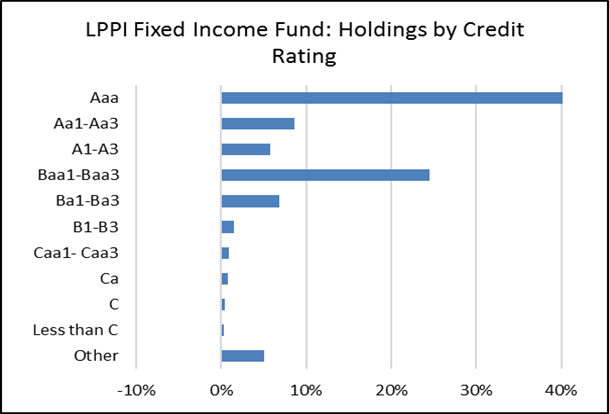 LPPI Fixed Income Fund: Holdings by Credit
Rating
Aaa
Aa1-Aa3
A1-A3
Baa1-Baa3
Ba1-Ba3
B1-B3
Caa1- Caa3
Ca
C
Less than C
Other
-10% 0% 10% 20% 30% 40%